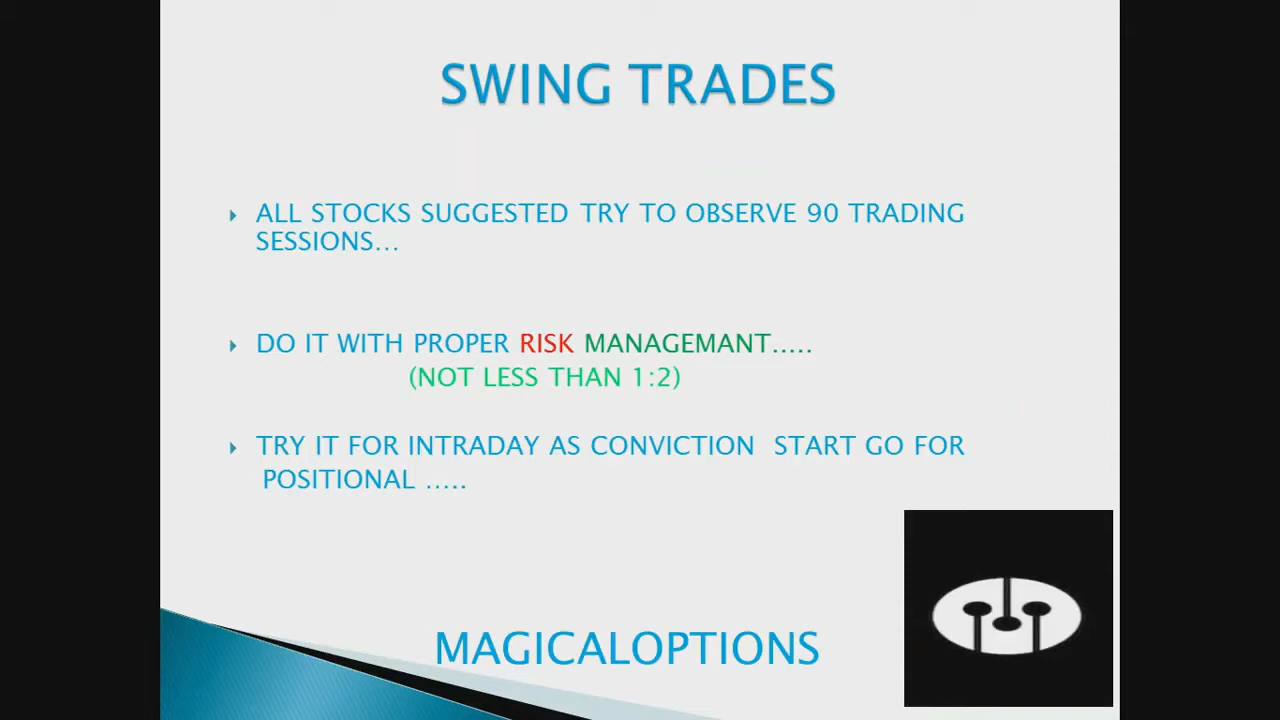 SWING TRADES
ALL STOCKS SUGGESTED TRY TO OBSERVE 90 TRADING
SESSIONS...
DO IT WITH PROPER RISK MANAGEMANT.....
(NOT LESS THAN 1:2)
TRY IT FOR INTRADAY AS CONVICTION START GO FOR
POSITIONAL .....
MAGICALOPTIONS